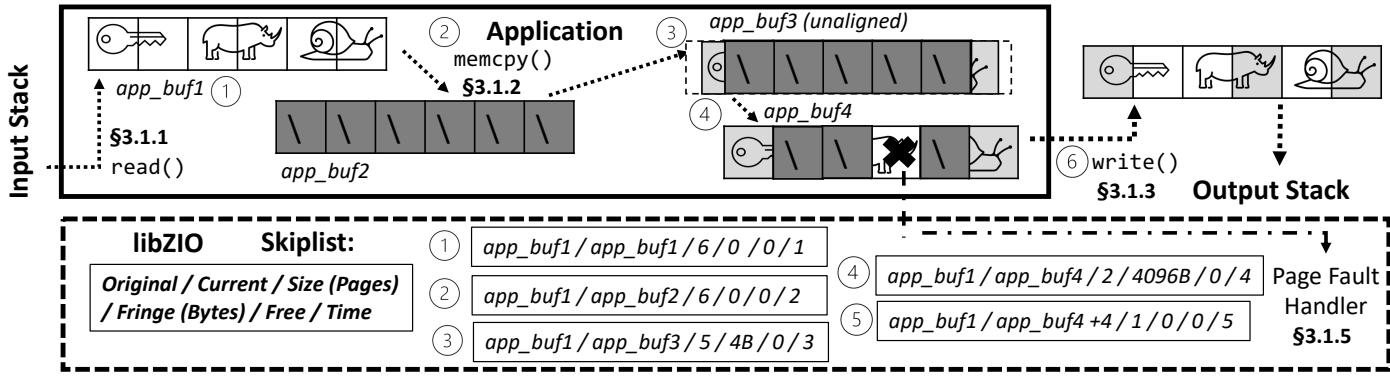 Input Stack
app_buf1
①
§3.1.1
read()
②
Application
memcpy()
§3.1.2
app_buf2
③
app_buf3 (unaligned)
④
app_buf4
⑥
write()
§3.1.3
Output Stack
libZIO
Skiplist:
Original / Current / Size (Pages)
/ Fringe (Bytes) / Free / Time
① app_buf1 / app_buf1 / 6 / 0 / 0 / 1
② app_buf1 / app_buf2 / 6 / 0 / 0 / 2
③ app_buf1 / app_buf3 / 5 / 4B / 0 / 3
④ app_buf1 / app_buf4 / 2 / 4096B / 0 / 4
⑤ app_buf1 / app_buf4 +4 / 1 / 0 / 0 / 5
Page Fault
Handler
§3.1.5